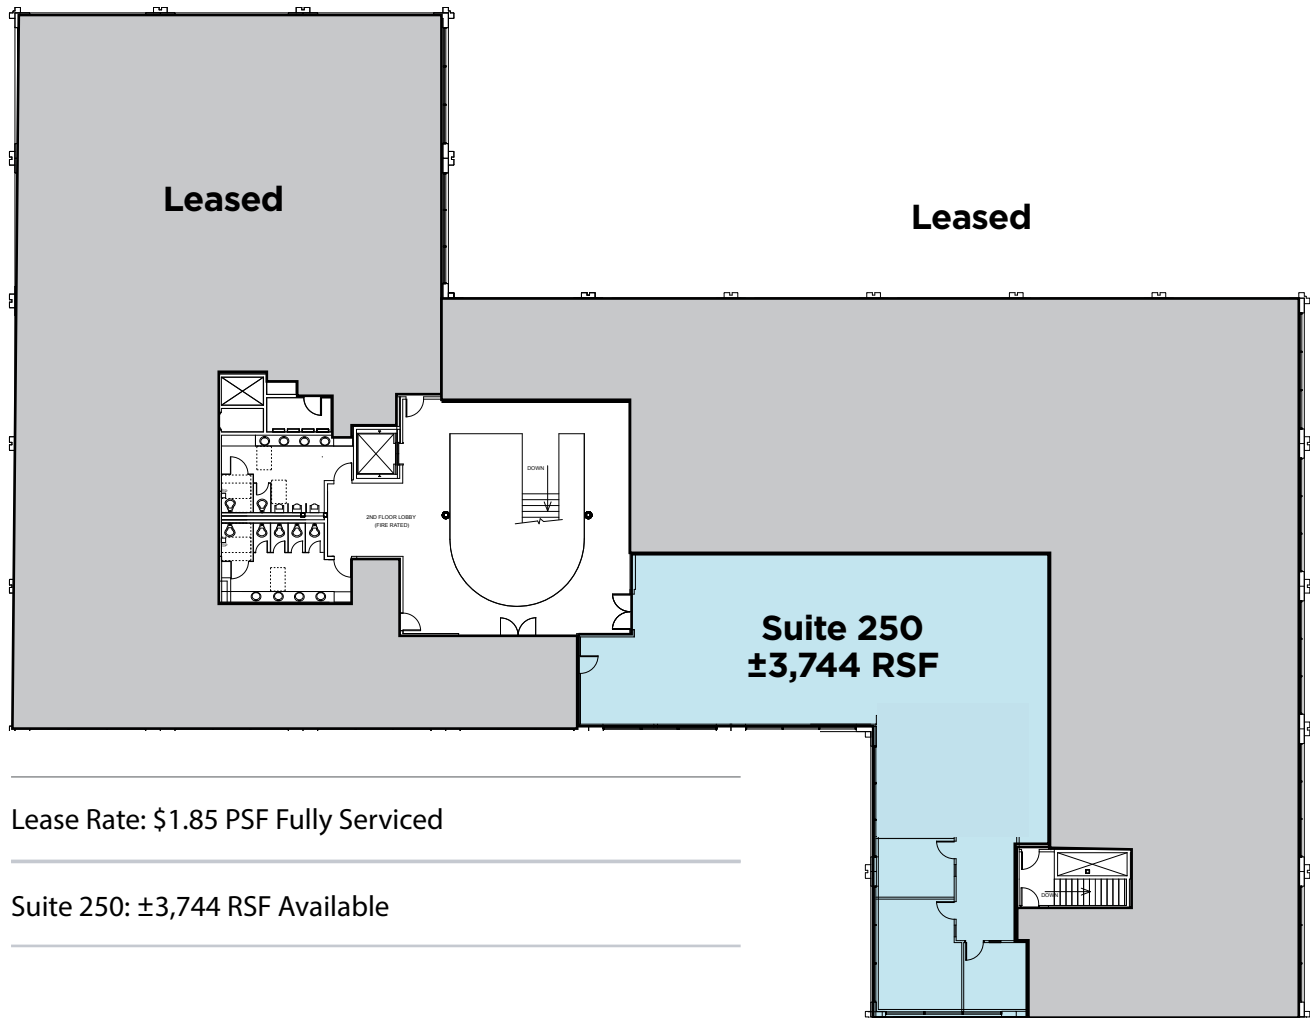 Leased
Leased
DOWN
2ND FLOOR LOBBY
(FIRE RATED)
Suite 250
±3,744 RSF
Lease Rate: $1.85 PSF Fully Serviced
Suite 250: ±3,744 RSF Available
DOWN